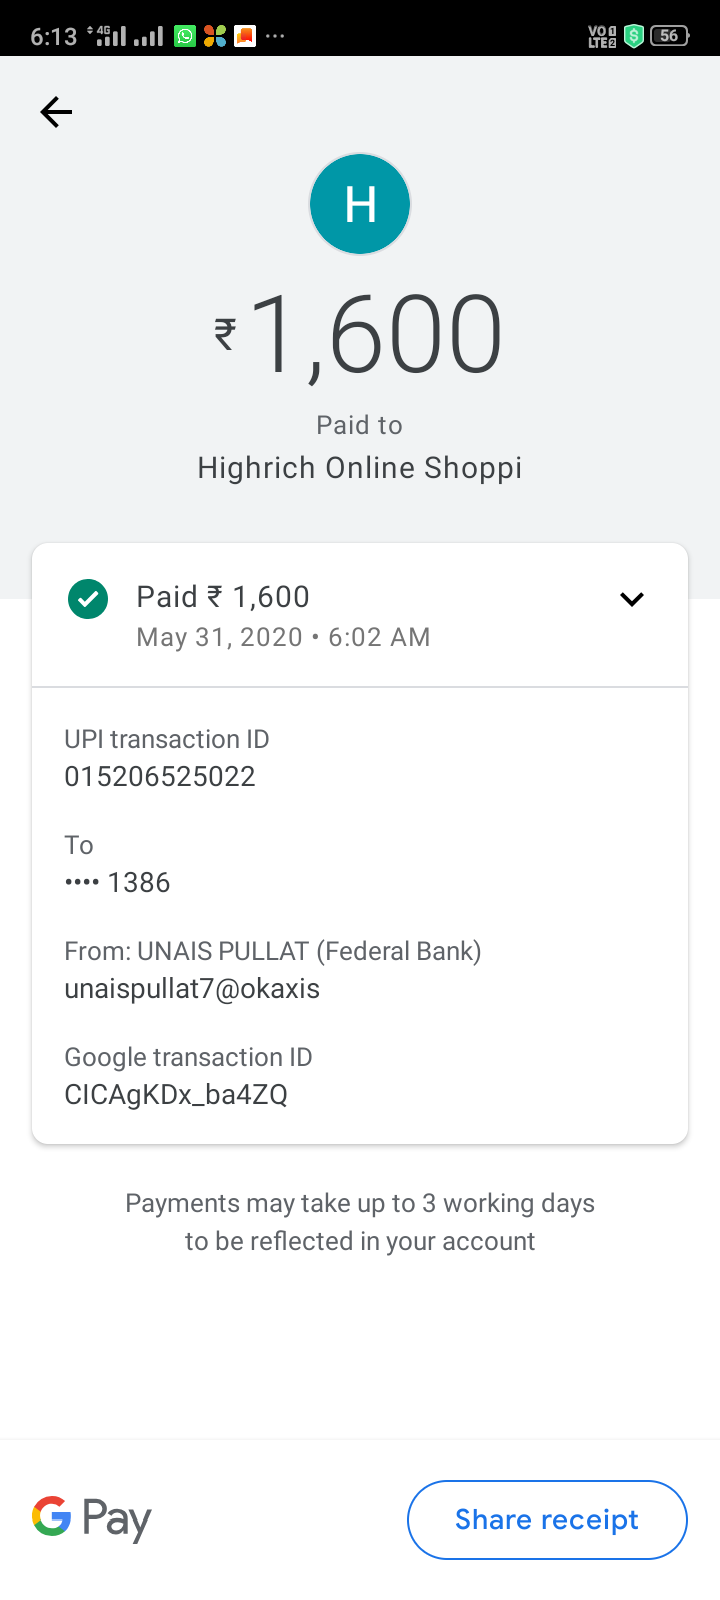 6:13 4G VO 1 LTE 2 56
H
₹1,600
Paid to
Highrich Online Shoppi
Paid ₹ 1,600
May 31, 2020 • 6:02 AM
UPI transaction ID
015206525022
To
•••• 1386
From: UNAIS PULLAT (Federal Bank)
unaispullat7@okaxis
Google transaction ID
CICAgKDx_ba4ZQ
Payments may take up to 3 working days
to be reflected in your account
G Pay
Share receipt